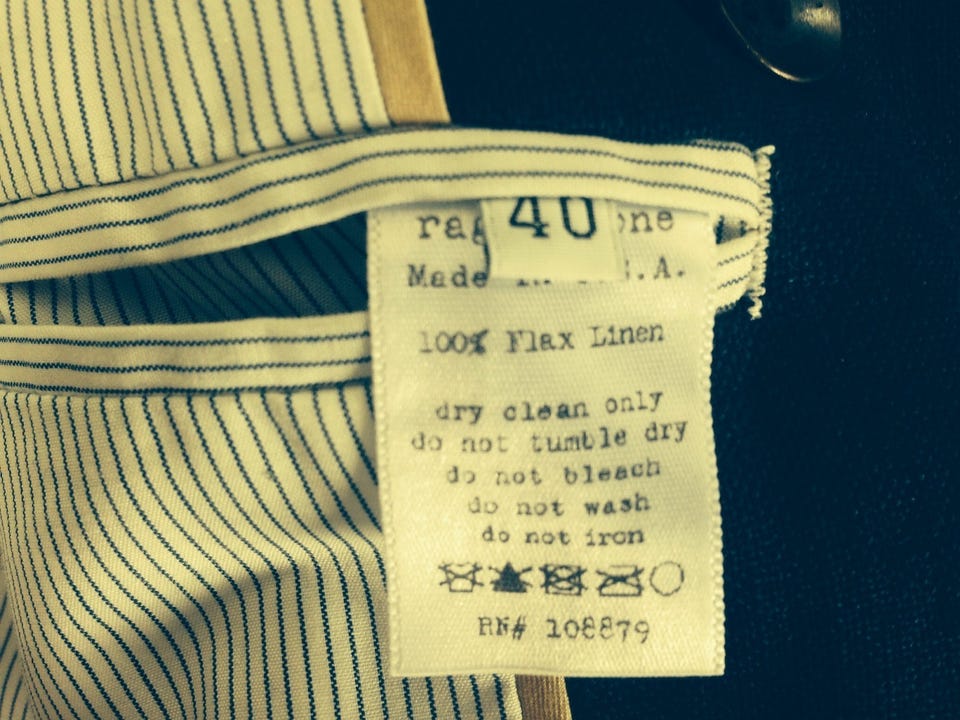 40
Made
100% Flax Linen
dry clean only
do not tumble dry
do not bleach
do not wash
do not iron
RN# 108879